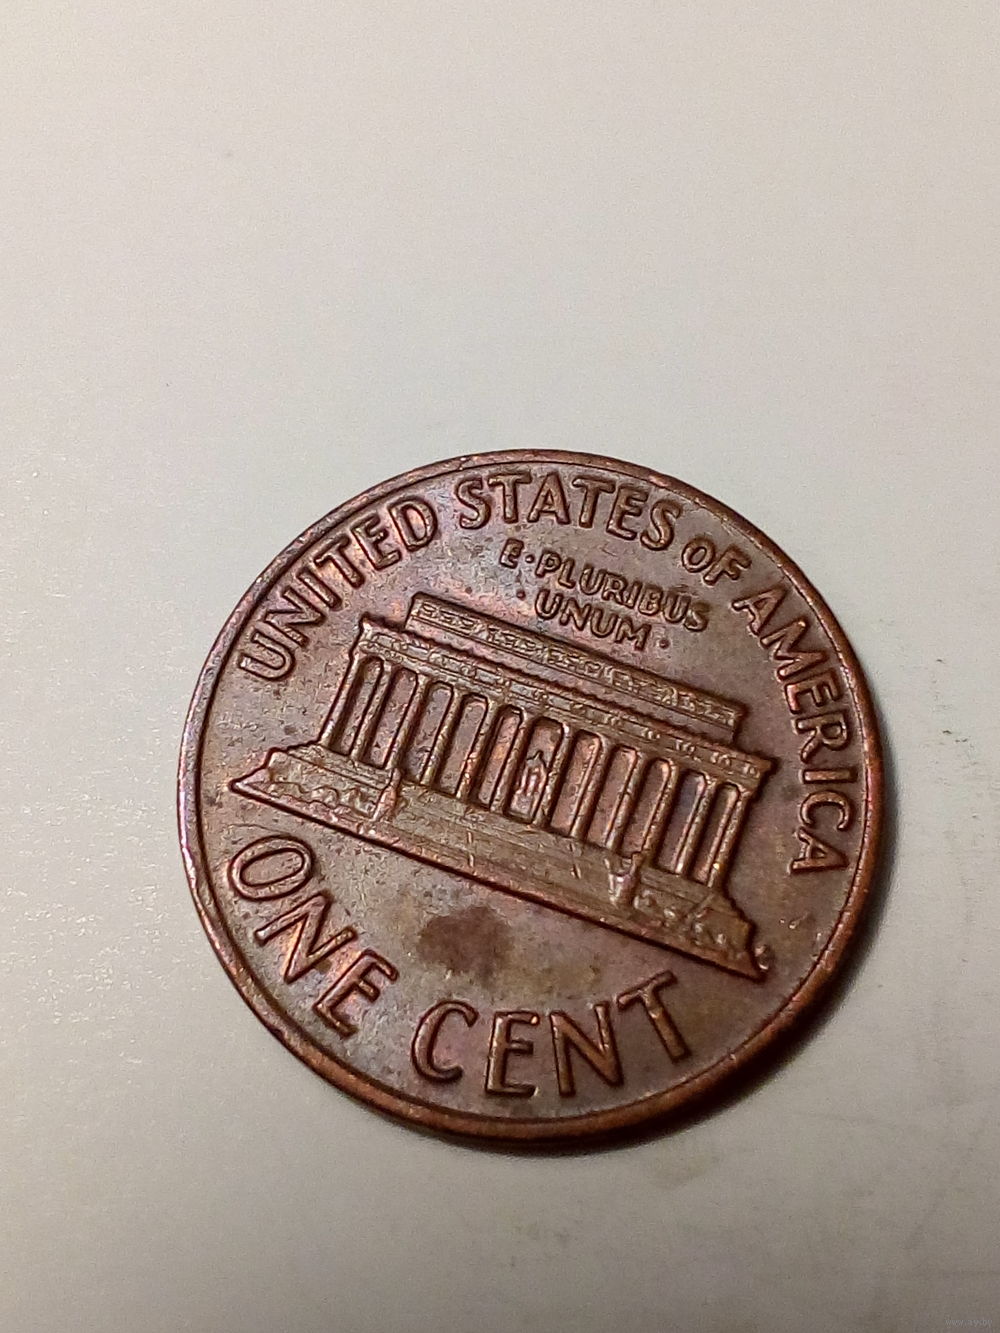 UNITED STATES OF AMERICA
E·PLURIBUS
·UNUM·
ONE CENT